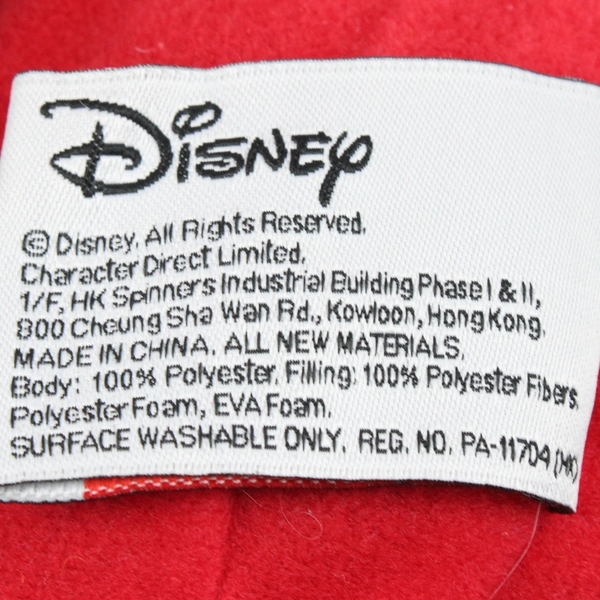 Disney
© Disney. All Rights Reserved.
Character Direct Limited.
1/F, HK Spinners Industrial Building Phase I & II,
800 Cheung Sha Wan Rd., Kowloon, Hong Kong.
MADE IN CHINA. ALL NEW MATERIALS.
Body: 100% Polyester. Filling: 100% Polyester Fibers.
Polyester Foam, EVA Foam.
SURFACE WASHABLE ONLY. REG. NO. PA-11704 (HK)